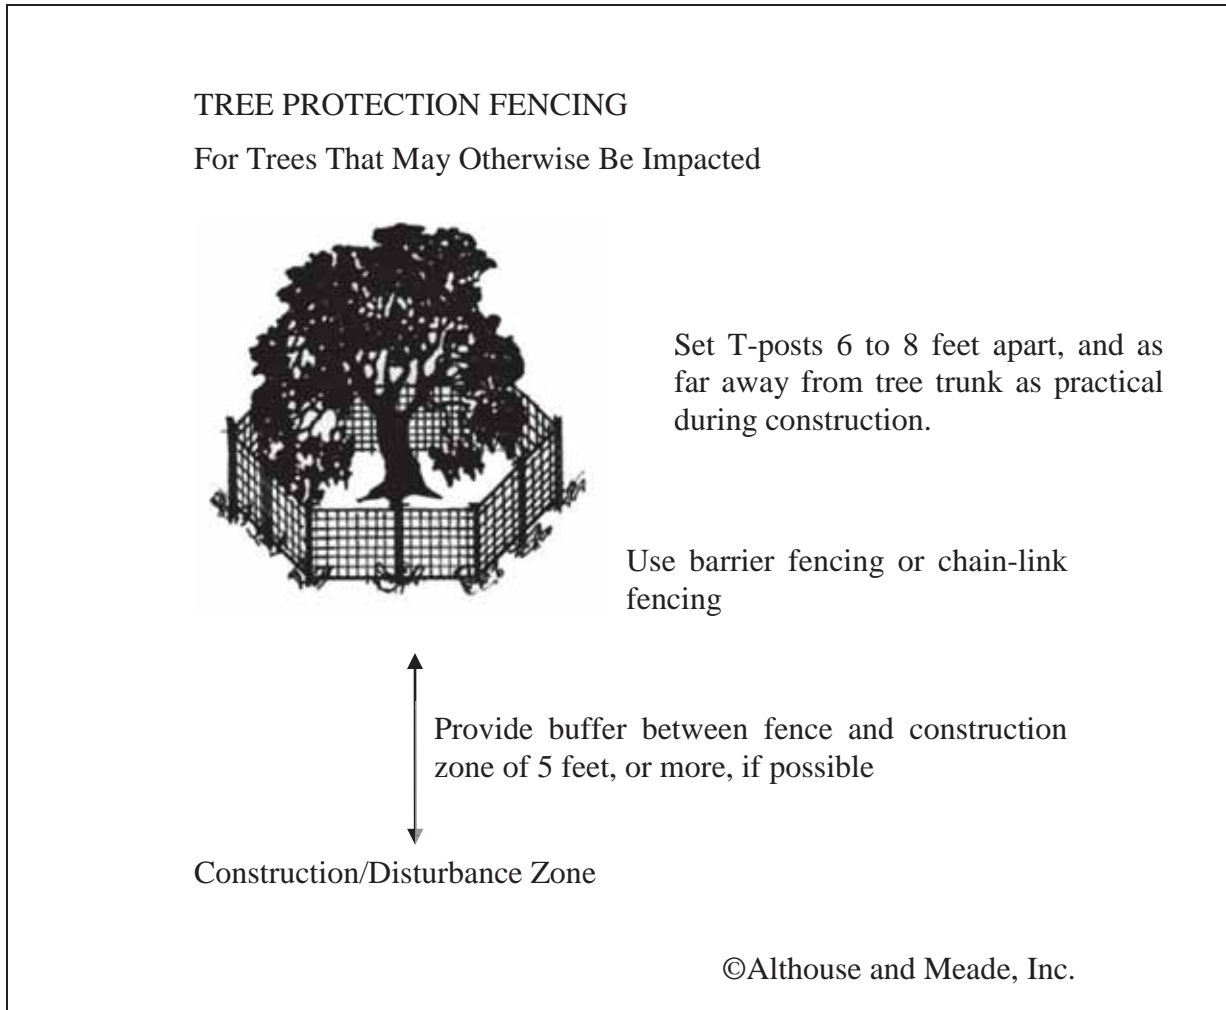 TREE PROTECTION FENCING
For Trees That May Otherwise Be Impacted
Set T-posts 6 to 8 feet apart, and as
far away from tree trunk as practical
during construction.
Use barrier fencing or chain-link
fencing
Provide buffer between fence and construction
zone of 5 feet, or more, if possible
Construction/Disturbance Zone
©Althouse and Meade, Inc.